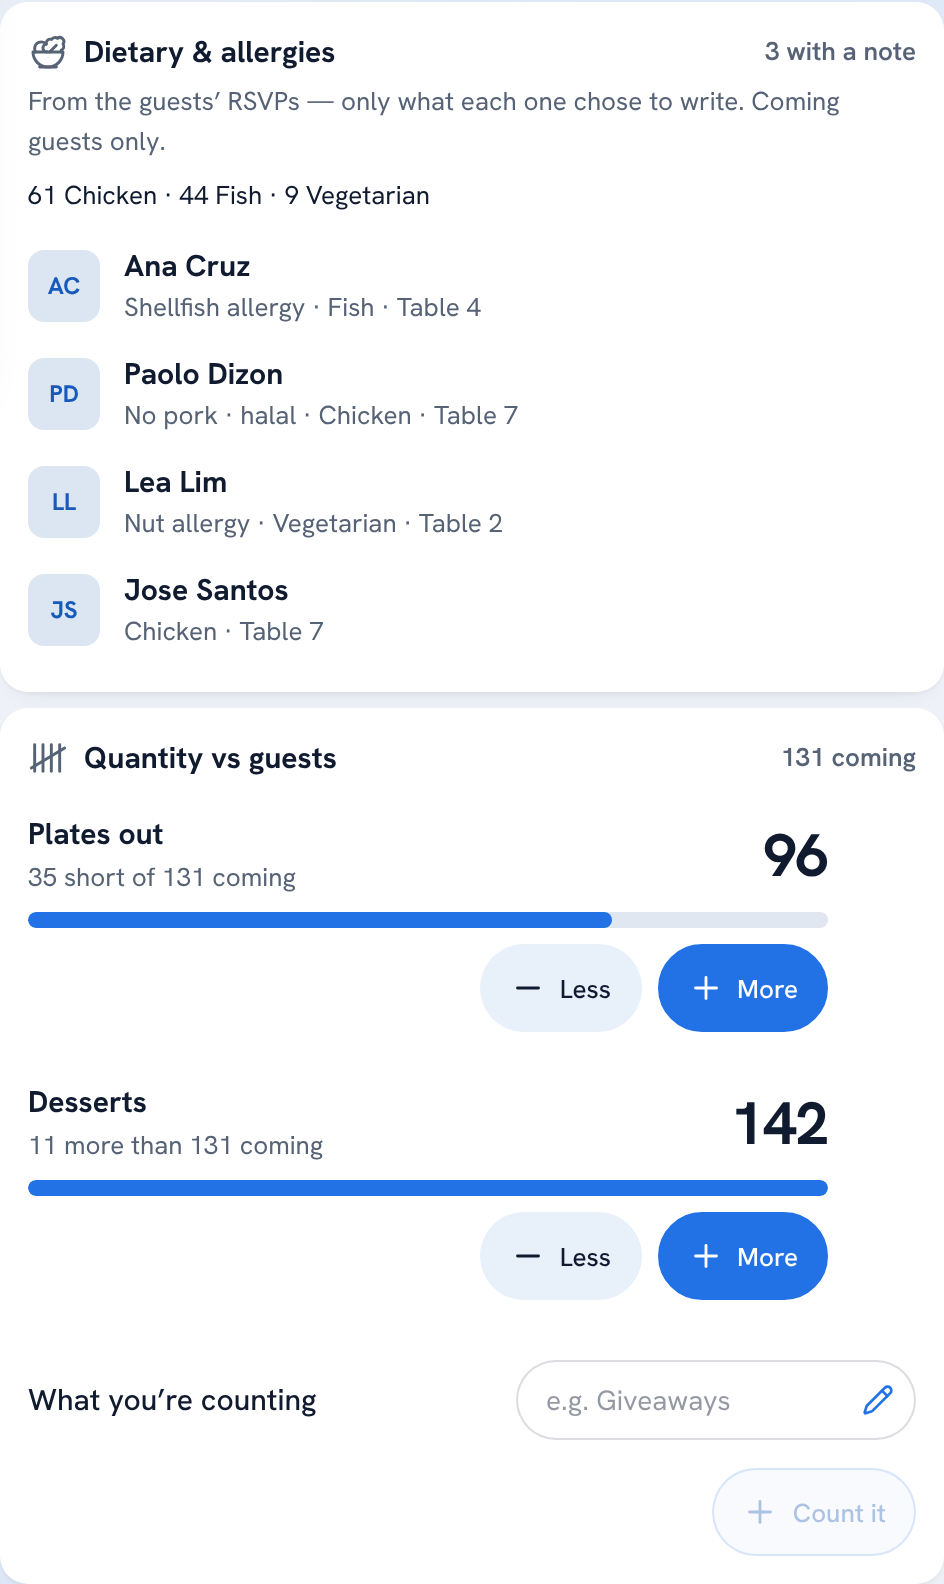 Dietary & allergies
3 with a note
From the guests’ RSVPs — only what each one chose to write. Coming
guests only.
61 Chicken · 44 Fish · 9 Vegetarian
AC
Ana Cruz
Shellfish allergy · Fish · Table 4
PD
Paolo Dizon
No pork · halal · Chicken · Table 7
LL
Lea Lim
Nut allergy · Vegetarian · Table 2
JS
Jose Santos
Chicken · Table 7
Quantity vs guests
131 coming
Plates out
96
35 short of 131 coming
Less
More
Desserts
142
11 more than 131 coming
Less
More
What you’re counting
e.g. Giveaways
Count it